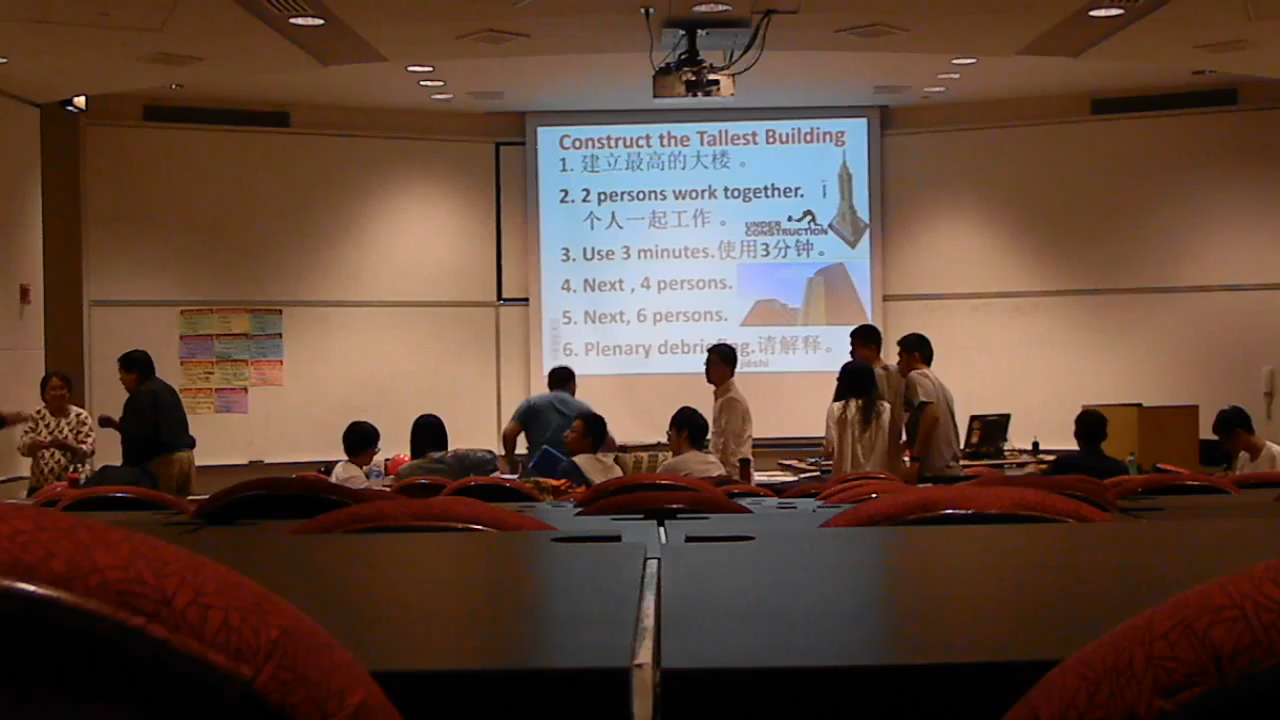 Construct the Tallest Building
1. 建立最高的大楼 。
2. 2 persons work together.
个人一起工作 。
UNDER
CONSTRUCTION
3. Use 3 minutes.使用3分钟。
4. Next , 4 persons.
5. Next, 6 persons.
6. Plenary debriefing.请解释。
jiěshì